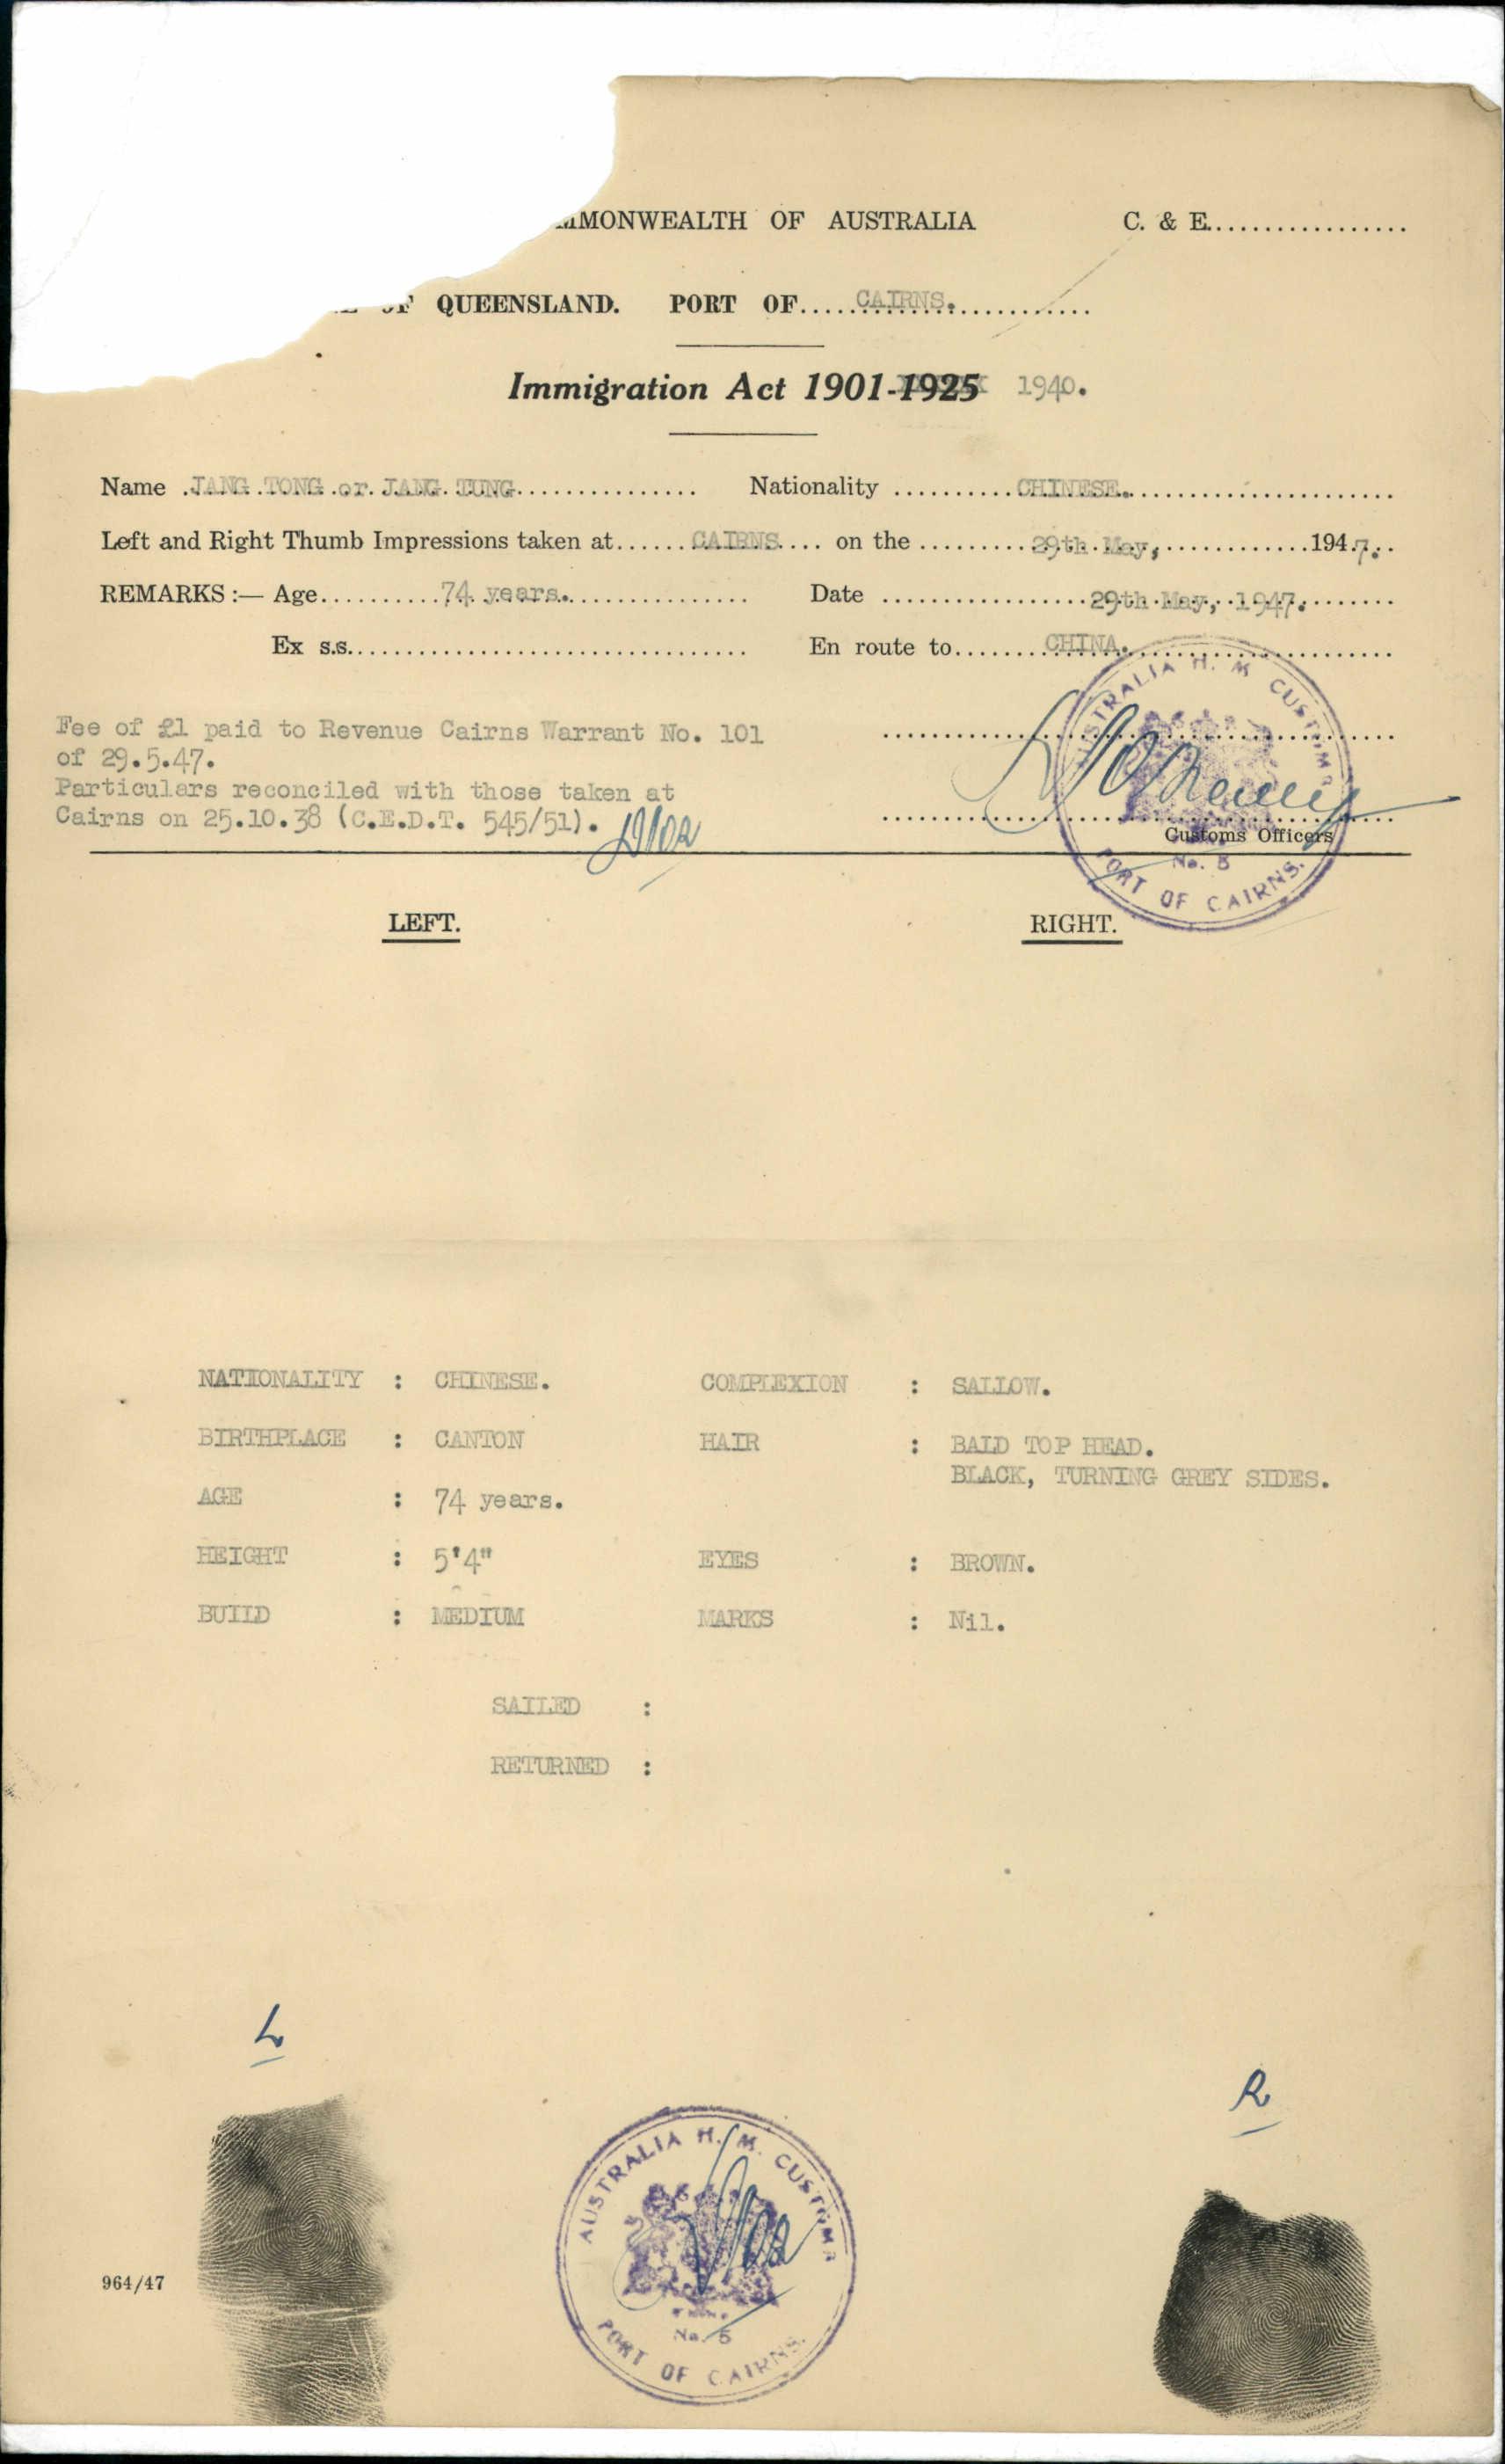 MMONWEALTH OF AUSTRALIA C. & E..................
OF QUEENSLAND. PORT OF.....CAIRNS.............
Immigration Act 1901-1925 1940.
Name .JANG.TONG.or.JANG.TUNG............... Nationality ..........CHINESE.......................
Left and Right Thumb Impressions taken at......CAIRNS.... on the .........29th.May,............1947...
REMARKS :— Age..........74 years................ Date .................29th.May,..1947.........
Ex s.s.................................. En route to.......CHINA.......................
Fee of £1 paid to Revenue Cairns Warrant No. 101
of 29.5.47.
Particulars reconciled with those taken at
Cairns on 25.10.38 (C.E.D.T. 545/51).
Customs Officers
AUSTRALIA H. M. CUSTOMS
No. 5
PORT OF CAIRNS.
LEFT. RIGHT.
NATIONALITY : CHINESE. COMPLEXION : SALLOW.
BIRTHPLACE : CANTON HAIR : BALD TOP HEAD.
BLACK, TURNING GREY SIDES.
AGE : 74 years.
HEIGHT : 5'4" EYES : BROWN.
BUILD : MEDIUM MARKS : Nil.
SAILED :
RETURNED :
L
R
AUSTRALIA H. M. CUSTOMS
No. 5
PORT OF CAIRNS.
964/47